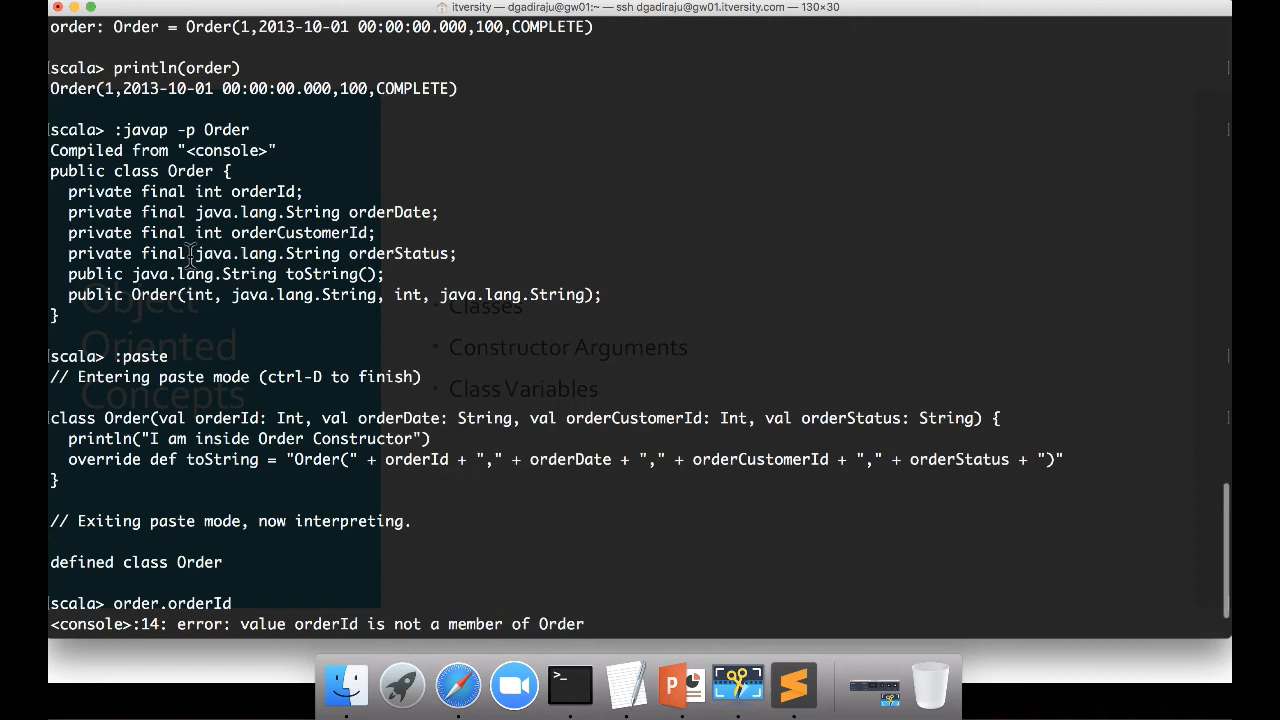 itversity — dgadiraju@gw01:~ — ssh dgadiraju@gw01.itversity.com — 130×30
order: Order = Order(1,2013-10-01 00:00:00.000,100,COMPLETE)
[scala> println(order)
Order(1,2013-10-01 00:00:00.000,100,COMPLETE)
[scala> :javap -p Order
Compiled from "<console>"
public class Order {
private final int orderId;
private final java.lang.String orderDate;
private final int orderCustomerId;
private final java.lang.String orderStatus;
public java.lang.String toString();
public Order(int, java.lang.String, int, java.lang.String);
}
Object
Oriented
Concepts
• Classes
• Constructor Arguments
• Class Variables
[scala> :paste
// Entering paste mode (ctrl-D to finish)
class Order(val orderId: Int, val orderDate: String, val orderCustomerId: Int, val orderStatus: String) {
println("I am inside Order Constructor")
override def toString = "Order(" + orderId + "," + orderDate + "," + orderCustomerId + "," + orderStatus + ")"
}
// Exiting paste mode, now interpreting.
defined class Order
[scala> order.orderId
<console>:14: error: value orderId is not a member of Order
>_
P